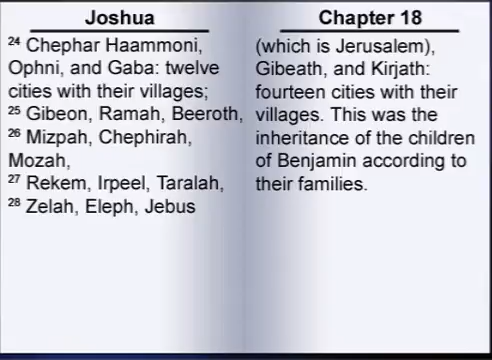 Joshua
²⁴ Chephar Haammoni,
Ophni, and Gaba: twelve
cities with their villages;
²⁵ Gibeon, Ramah, Beeroth,
²⁶ Mizpah, Chephirah,
Mozah,
²⁷ Rekem, Irpeel, Taralah,
²⁸ Zelah, Eleph, Jebus
Chapter 18
(which is Jerusalem),
Gibeath, and Kirjath:
fourteen cities with their
villages. This was the
inheritance of the children
of Benjamin according to
their families.